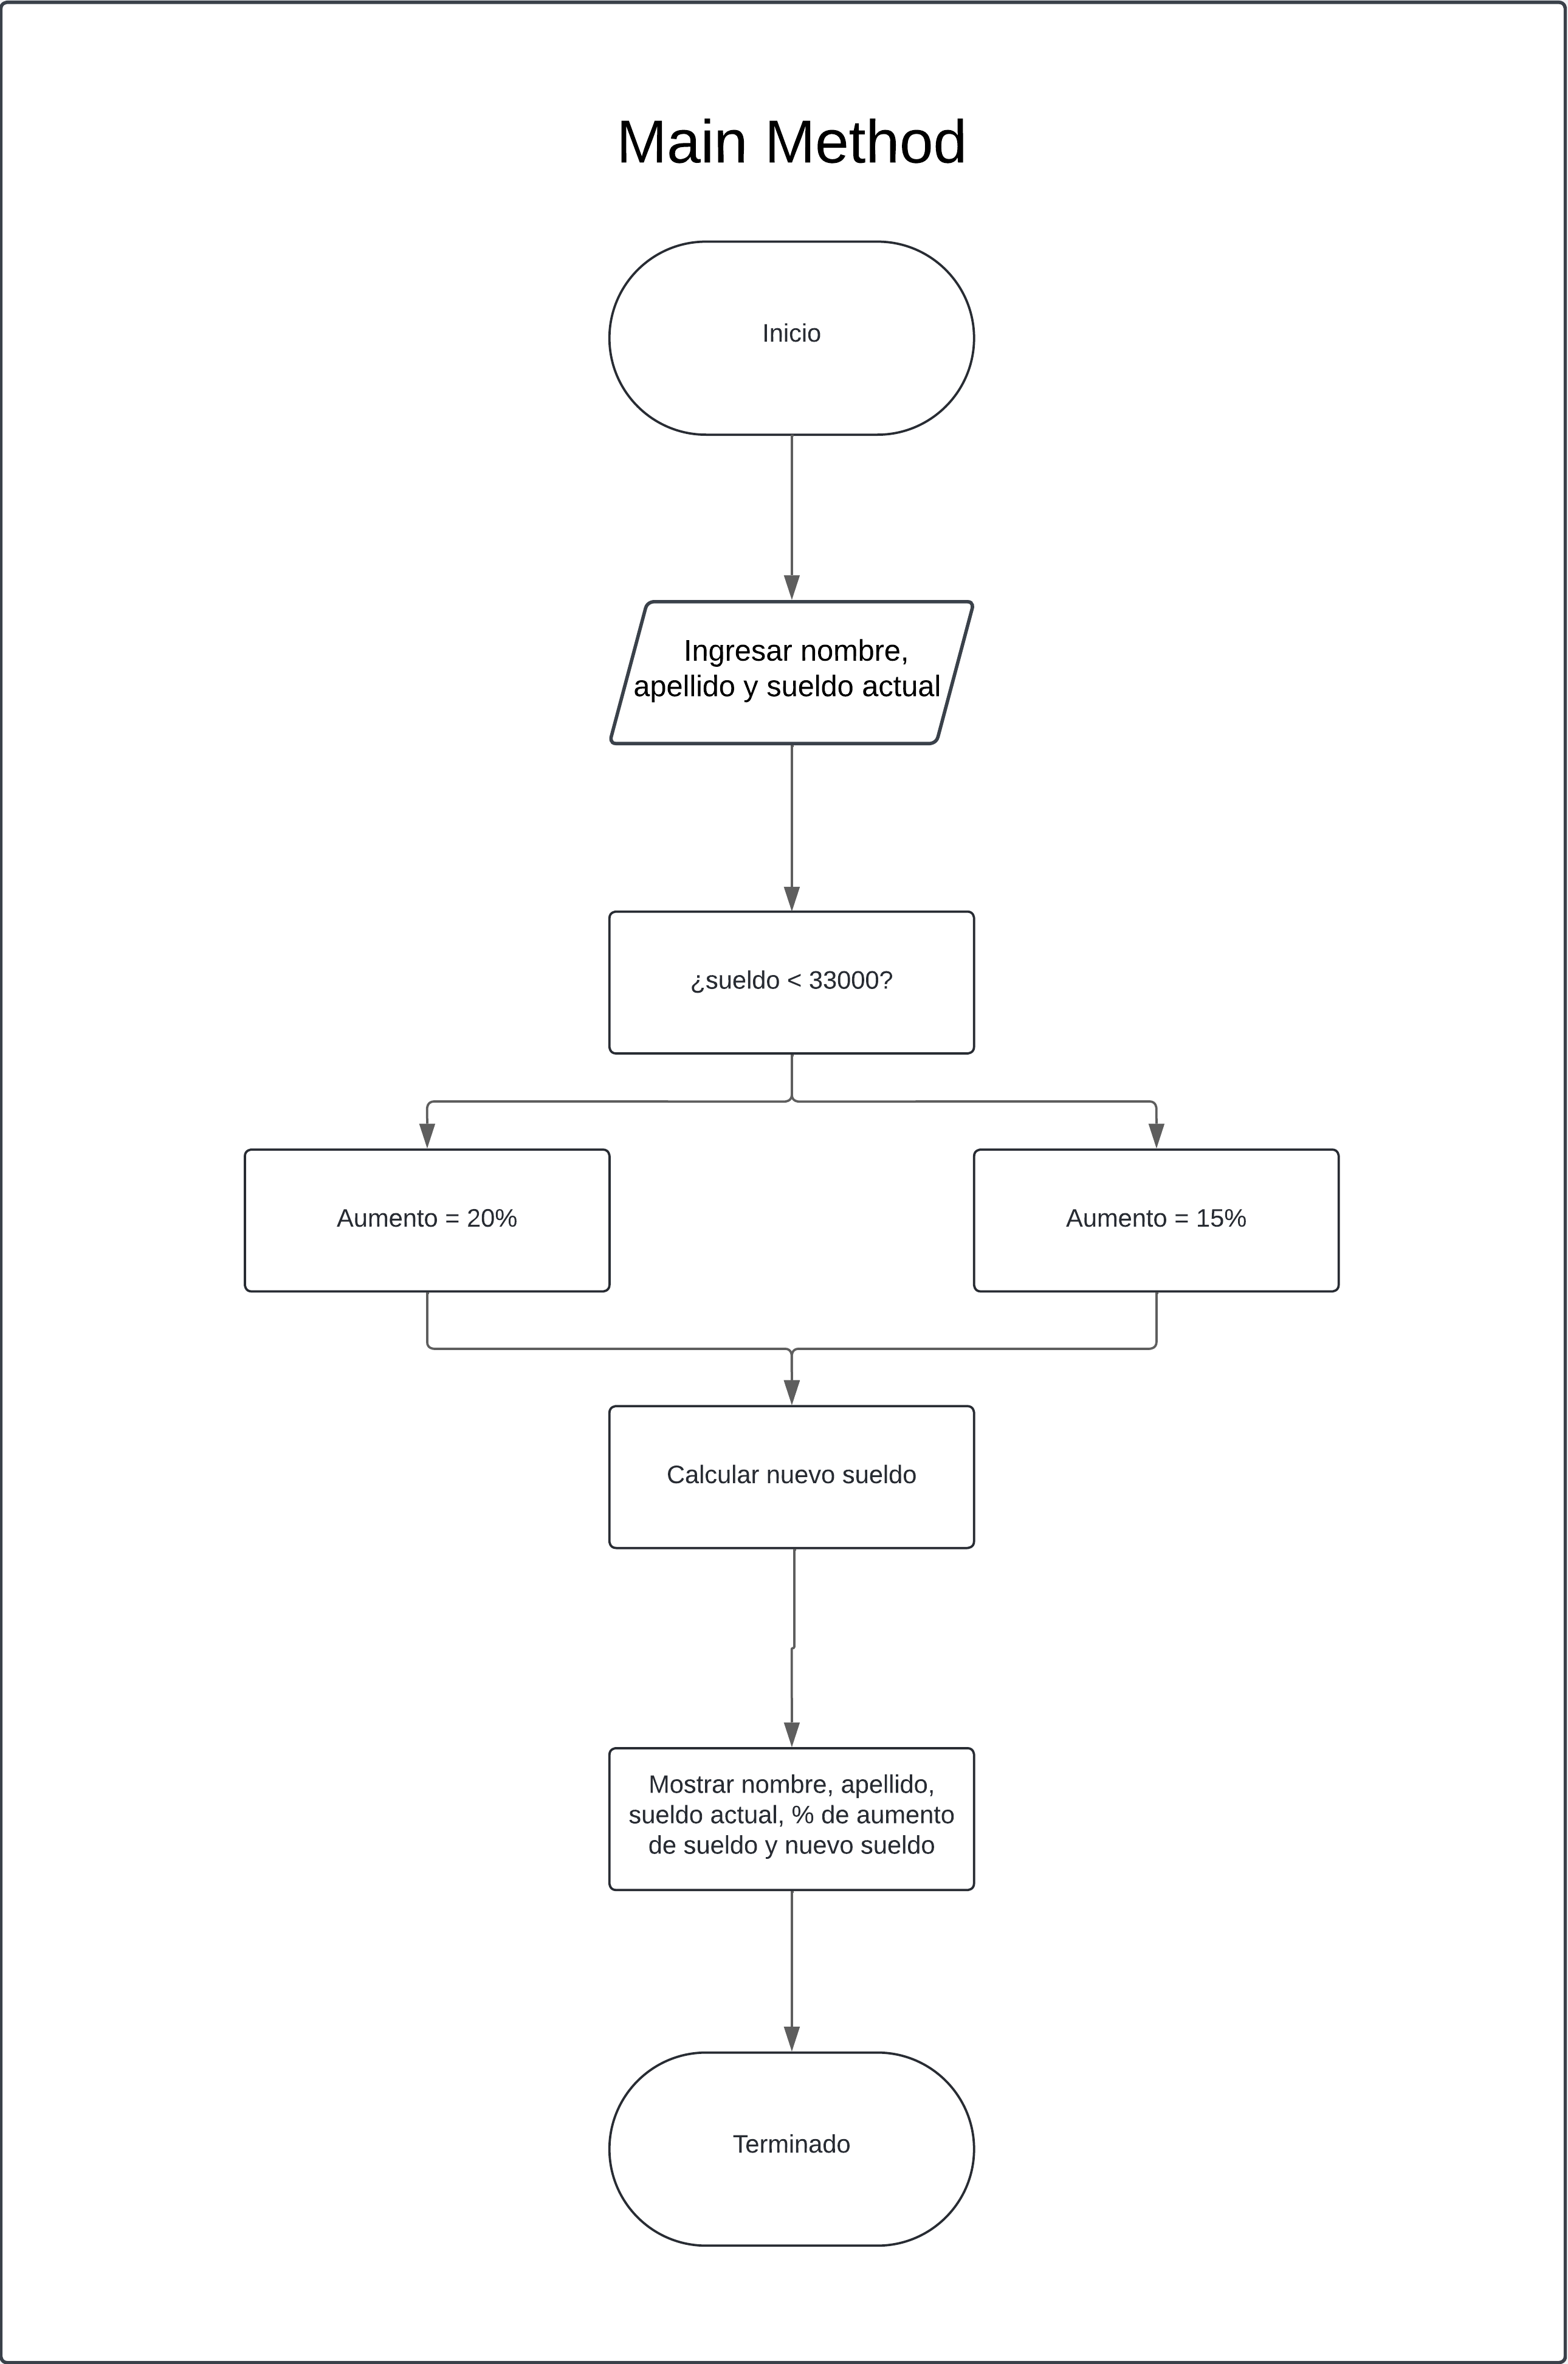 Main Method
Inicio
Ingresar nombre,
apellido y sueldo actual
¿sueldo < 33000?
Aumento = 20%
Aumento = 15%
Calcular nuevo sueldo
Mostrar nombre, apellido,
sueldo actual, % de aumento
de sueldo y nuevo sueldo
Terminado